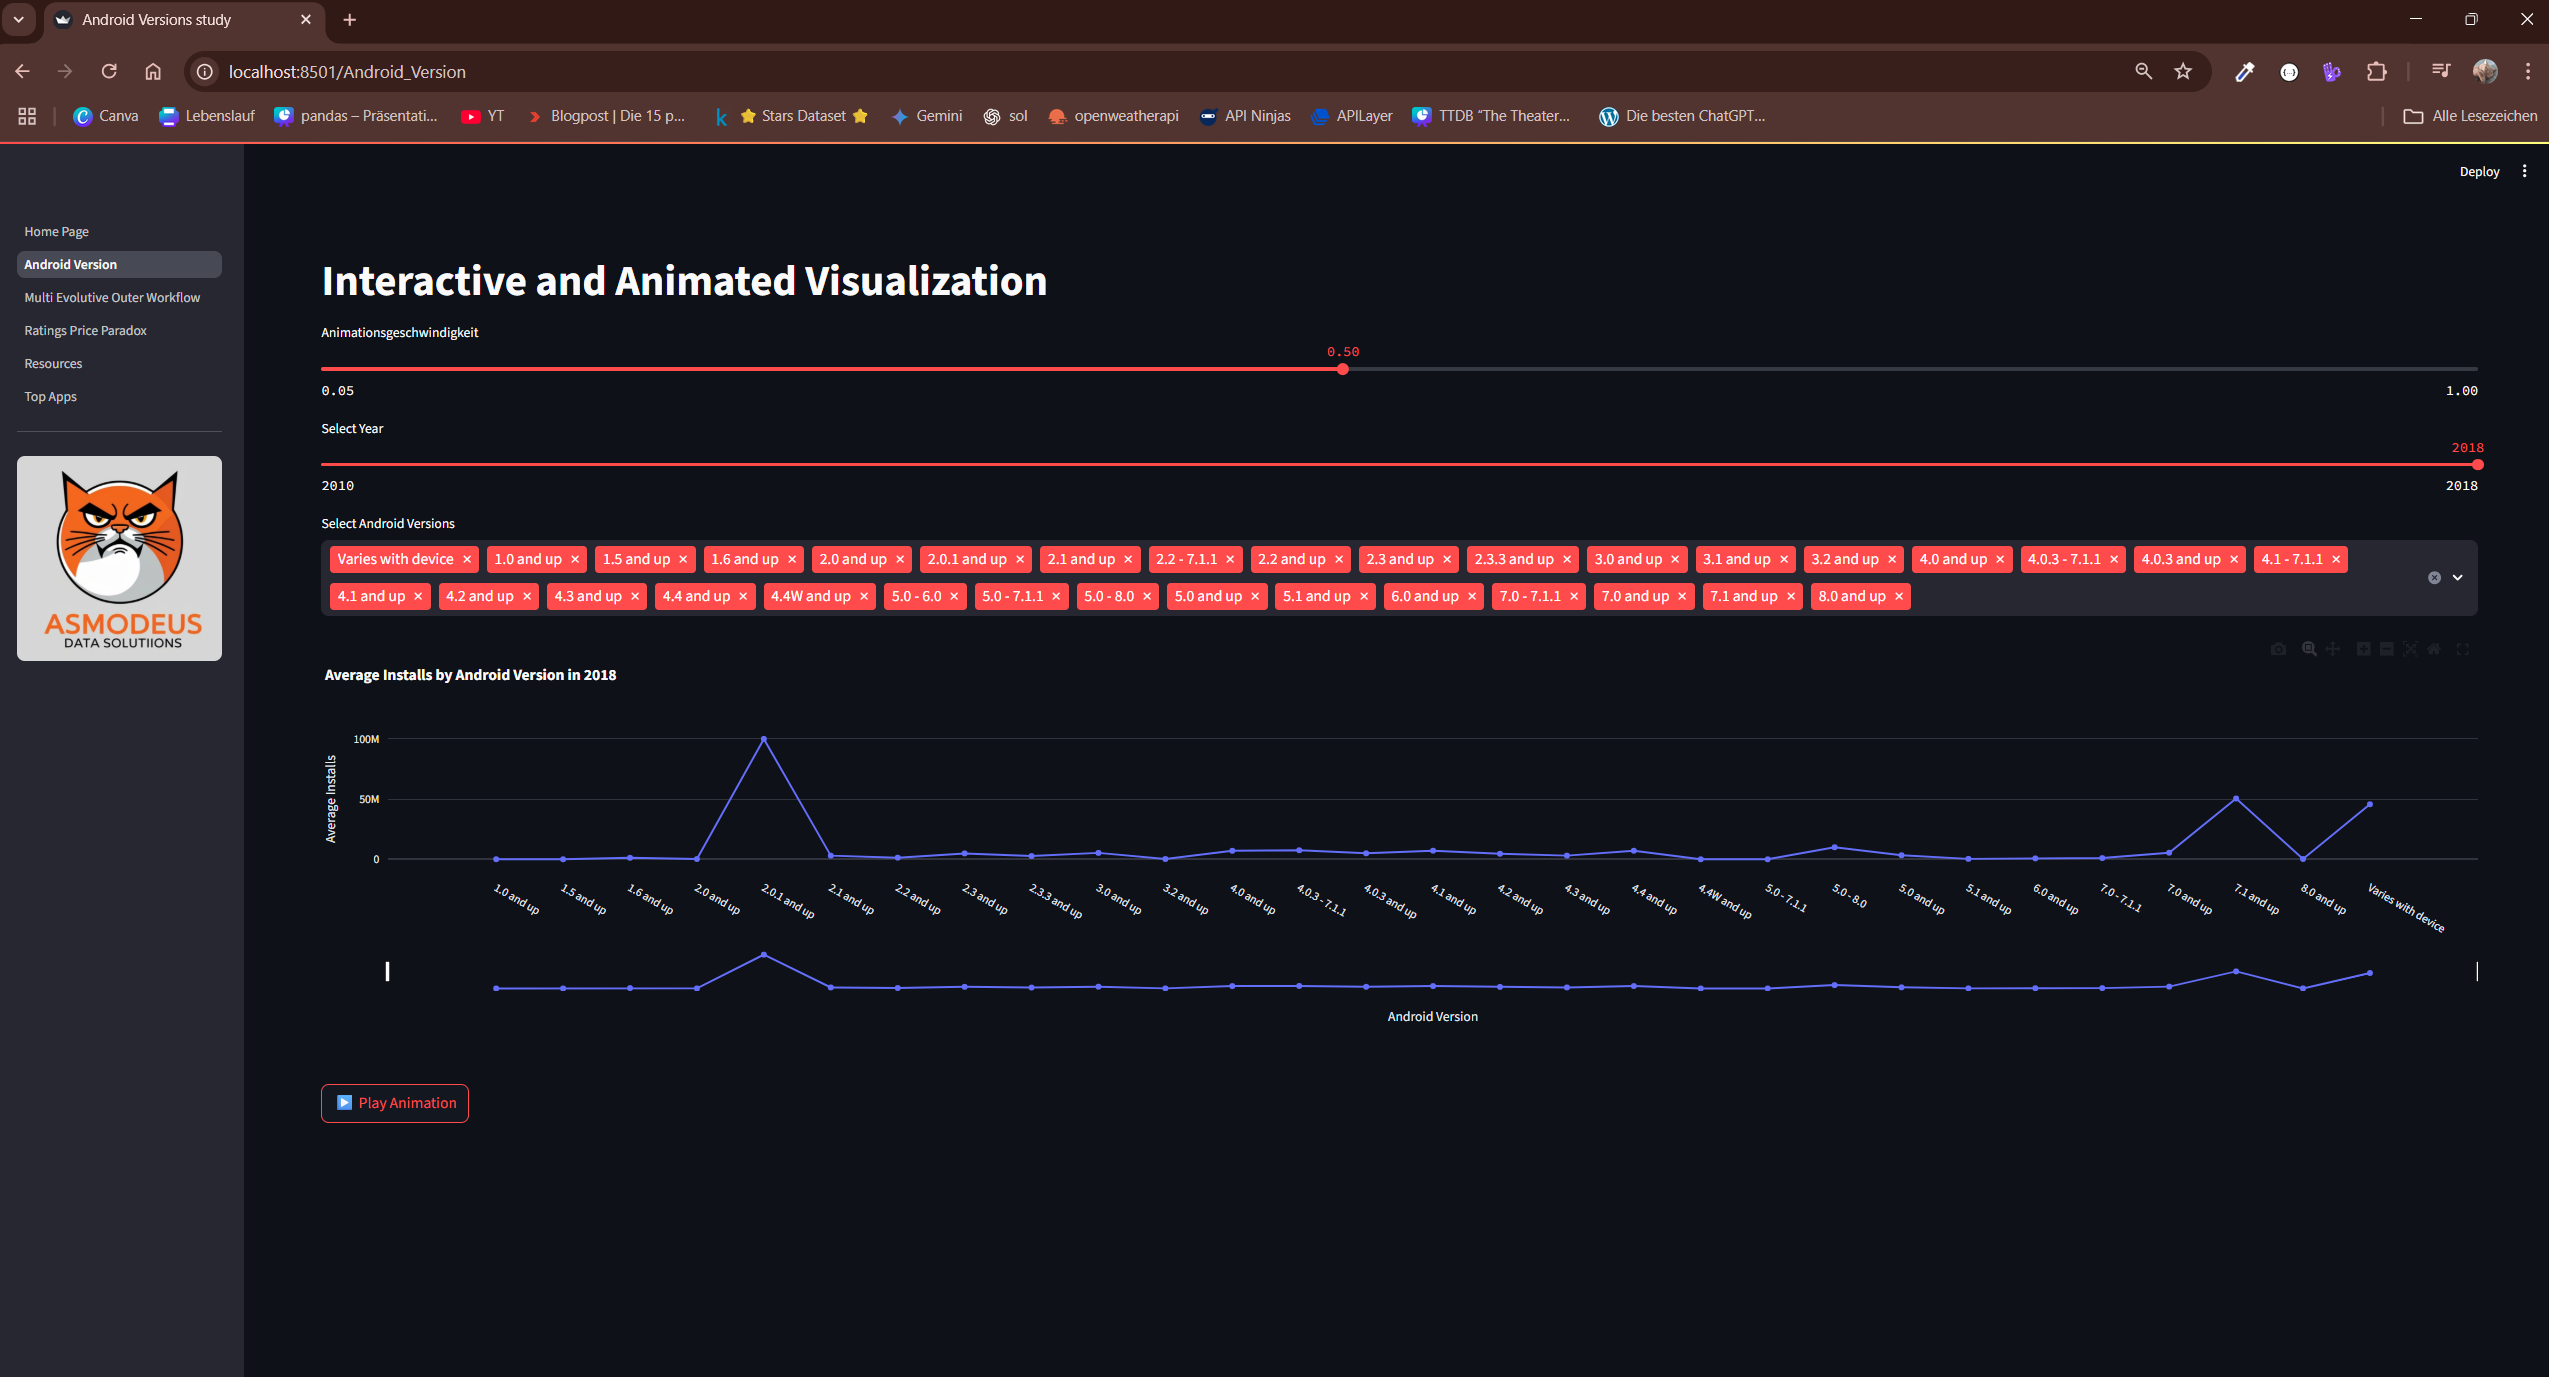 Android Versions study
localhost:8501/Android_Version
Canva Lebenslauf pandas – Präsentati... YT Blogpost | Die 15 p... Stars Dataset Gemini sol openweatherapi API Ninjas APILayer TTDB “The Theater... Die besten ChatGPT... Alle Lesezeichen
Deploy
Home Page
Android Version
Multi Evolutive Outer Workflow
Ratings Price Paradox
Resources
Top Apps
ASMODEUS
DATA SOLUTIIONS
Interactive and Animated Visualization
Animationsgeschwindigkeit
0.50
0.05 1.00
Select Year
2018
2010 2018
Select Android Versions
Varies with device 1.0 and up 1.5 and up 1.6 and up 2.0 and up 2.0.1 and up 2.1 and up 2.2 - 7.1.1 2.2 and up 2.3 and up 2.3.3 and up 3.0 and up 3.1 and up 3.2 and up 4.0 and up 4.0.3 - 7.1.1 4.0.3 and up 4.1 - 7.1.1
4.1 and up 4.2 and up 4.3 and up 4.4 and up 4.4W and up 5.0 - 6.0 5.0 - 7.1.1 5.0 - 8.0 5.0 and up 5.1 and up 6.0 and up 7.0 - 7.1.1 7.0 and up 7.1 and up 8.0 and up
Average Installs by Android Version in 2018
Average Installs
100M
50M
0
1.0 and up 1.5 and up 1.6 and up 2.0 and up 2.0.1 and up 2.1 and up 2.2 and up 2.3 and up 2.3.3 and up 3.0 and up 3.2 and up 4.0 and up 4.0.3 - 7.1.1 4.0.3 and up 4.1 and up 4.2 and up 4.3 and up 4.4 and up 4.4W and up 5.0 - 7.1.1 5.0 - 8.0 5.0 and up 5.1 and up 6.0 and up 7.0 - 7.1.1 7.0 and up 7.1 and up 8.0 and up Varies with device
Android Version
Play Animation